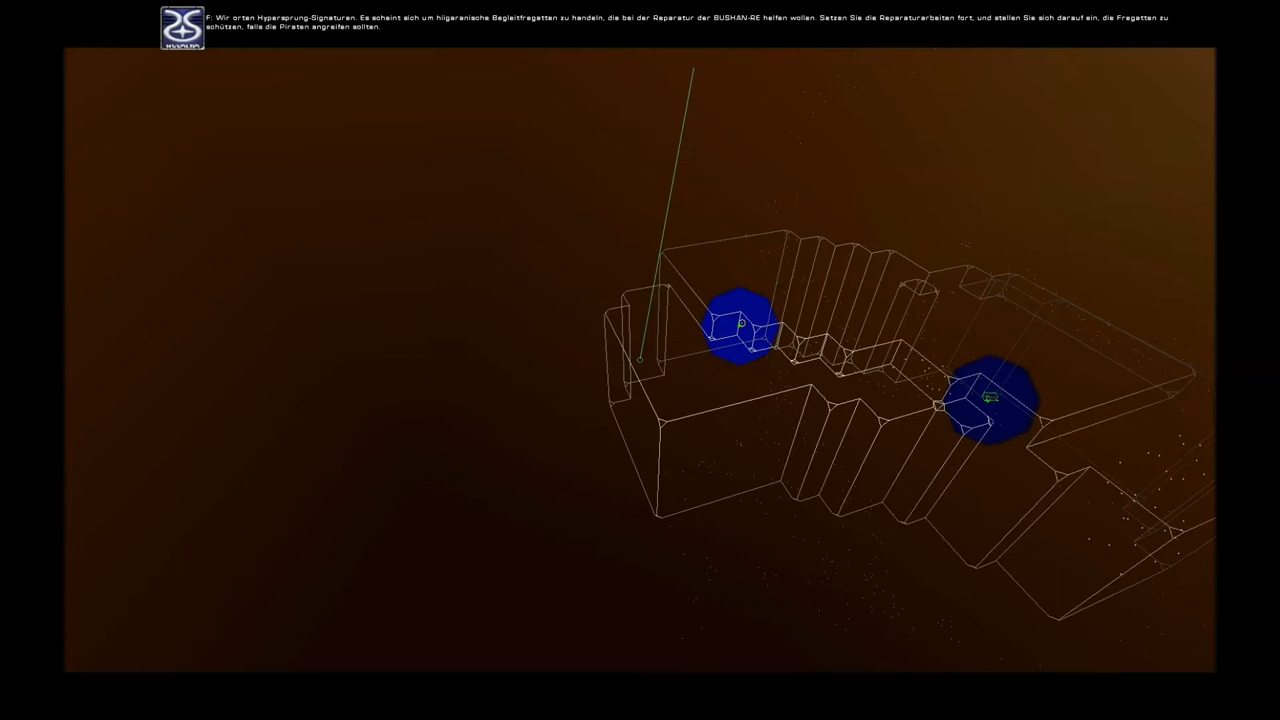 F: Wir orten Hypersprung-Signaturen. Es scheint sich um hiigaranische Begleitfregatten zu handeln, die bei der Reparatur der BUSHAN-RE helfen wollen. Setzen Sie die Reparaturarbeiten fort, und stellen Sie sich darauf ein, die Fregatten zu
schützen, falls die Piraten angreifen sollten.